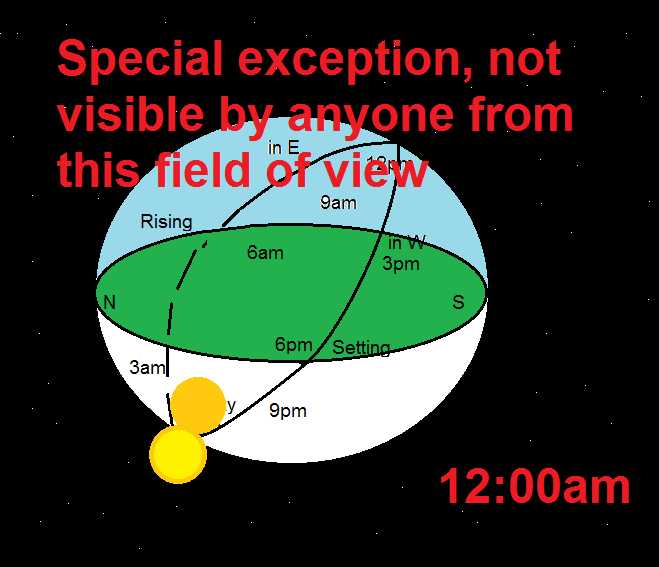 Special exception, not
visible by anyone from
this field of view
in E
12pm
9am
Rising
in W
6am
3pm
N
S
6pm
Setting
3am
9pm
12:00am